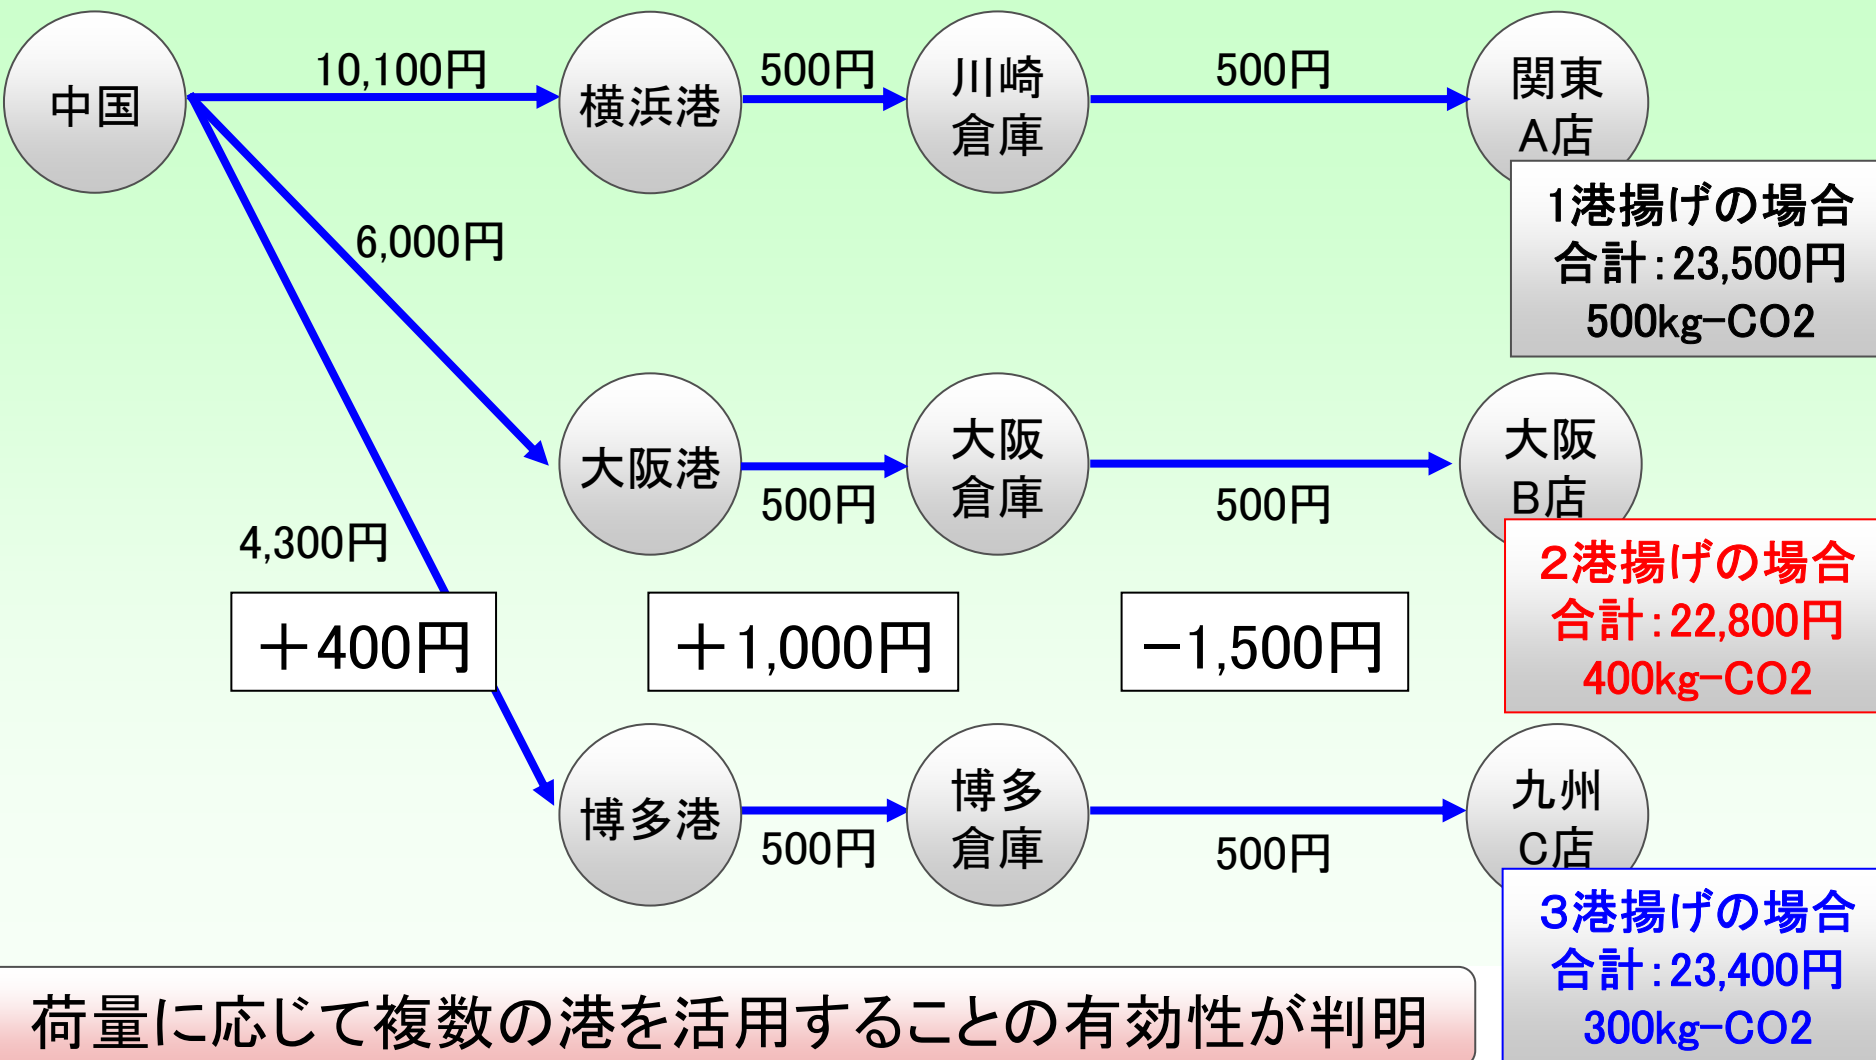 中国
10,100円
横浜港
500円
川崎
倉庫
500円
関東
A店
1港揚げの場合
合計:23,500円
500kg-CO2
6,000円
大阪港
500円
大阪
倉庫
500円
大阪
B店
2港揚げの場合
合計:22,800円
400kg-CO2
4,300円
+400円
+1,000円
-1,500円
博多港
500円
博多
倉庫
500円
九州
C店
3港揚げの場合
合計:23,400円
300kg-CO2
荷量に応じて複数の港を活用することの有効性が判明